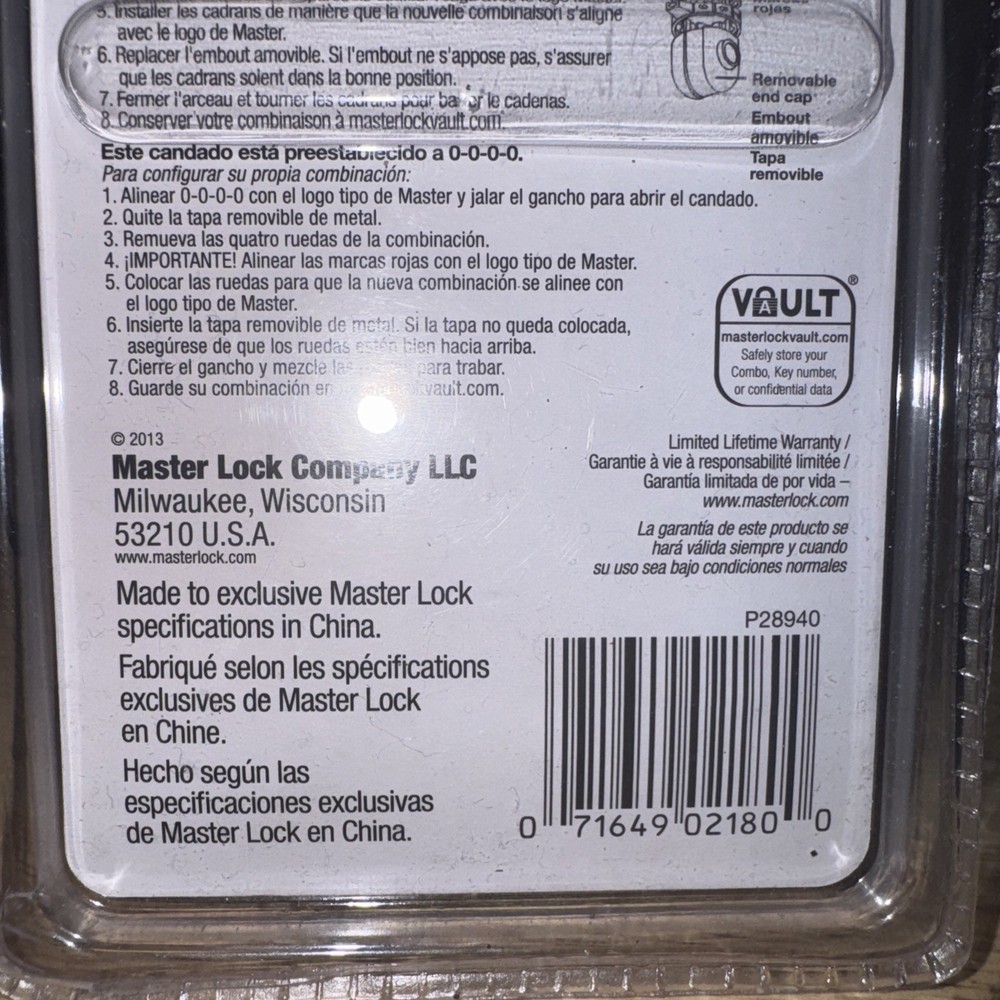 5. Installer les cadrans de manière que la nouvelle combinaison s'aligne
avec le logo de Master.
6. Replacer l'embout amovible. Si l'embout ne s'appose pas, s'assurer
que les cadrans soient dans la bonne position.
7. Fermer l'arceau et tourner les cadrans pour le cadenas.
8. Conserver votre combinaison à masterlockvault.com.
rojas
Removable
end cap
Embout
amovible
Tapa
removible
Este candado está preestablecido a 0-0-0-0.
Para configurar su propia combinación:
1. Alinear 0-0-0-0 con el logo tipo de Master y jalar el gancho para abrir el candado.
2. Quite la tapa removible de metal.
3. Remueva las quatro ruedas de la combinación.
4. ¡IMPORTANTE! Alinear las marcas rojas con el logo tipo de Master.
5. Colocar las ruedas para que la nueva combinación se alinee con
el logo tipo de Master.
6. Insierte la tapa removible de metal. Si la tapa no queda colocada,
asegúrese de que los ruedas estén bien hacia arriba.
7. Cierre el gancho y mezcle las para trabar.
8. Guarde su combinación en vault.com.
VAULT®
masterlockvault.com
Safely store your
Combo, Key number,
or confidential data
© 2013
Master Lock Company LLC
Milwaukee, Wisconsin
53210 U.S.A.
www.masterlock.com
Limited Lifetime Warranty /
Garantie à vie à responsabilité limitée /
Garantía limitada de por vida –
www.masterlock.com
La garantía de este producto se
hará válida siempre y cuando
su uso sea bajo condiciones normales
Made to exclusive Master Lock
specifications in China.
Fabriqué selon les spécifications
exclusives de Master Lock
en Chine.
Hecho según las
especificaciones exclusivas
de Master Lock en China.
P28940
0 71649 02180 0